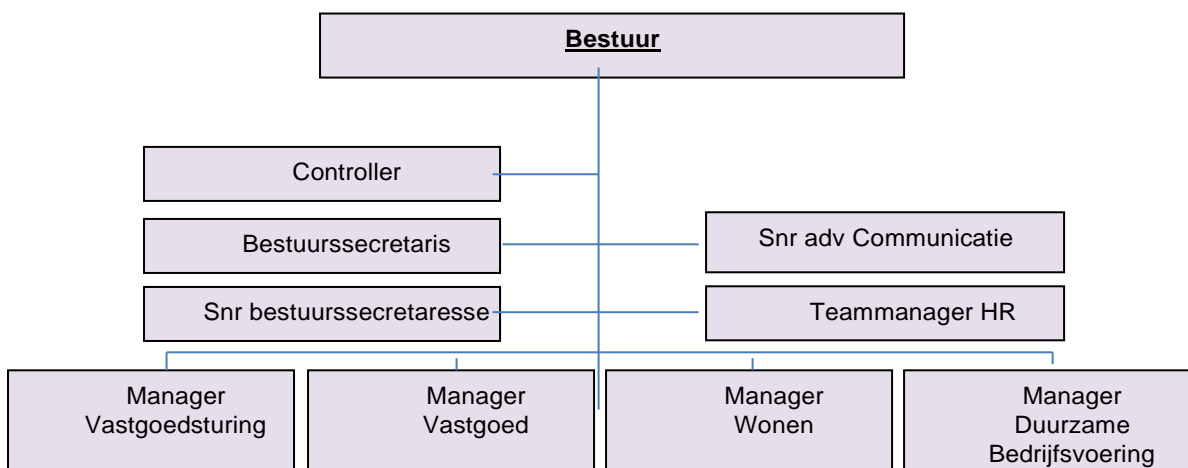 Bestuur
Controller
Bestuurssecretaris
Snr adv Communicatie
Snr bestuurssecretaresse
Teammanager HR
Manager
Vastgoedsturing
Manager
Vastgoed
Manager
Wonen
Manager
Duurzame
Bedrijfsvoering